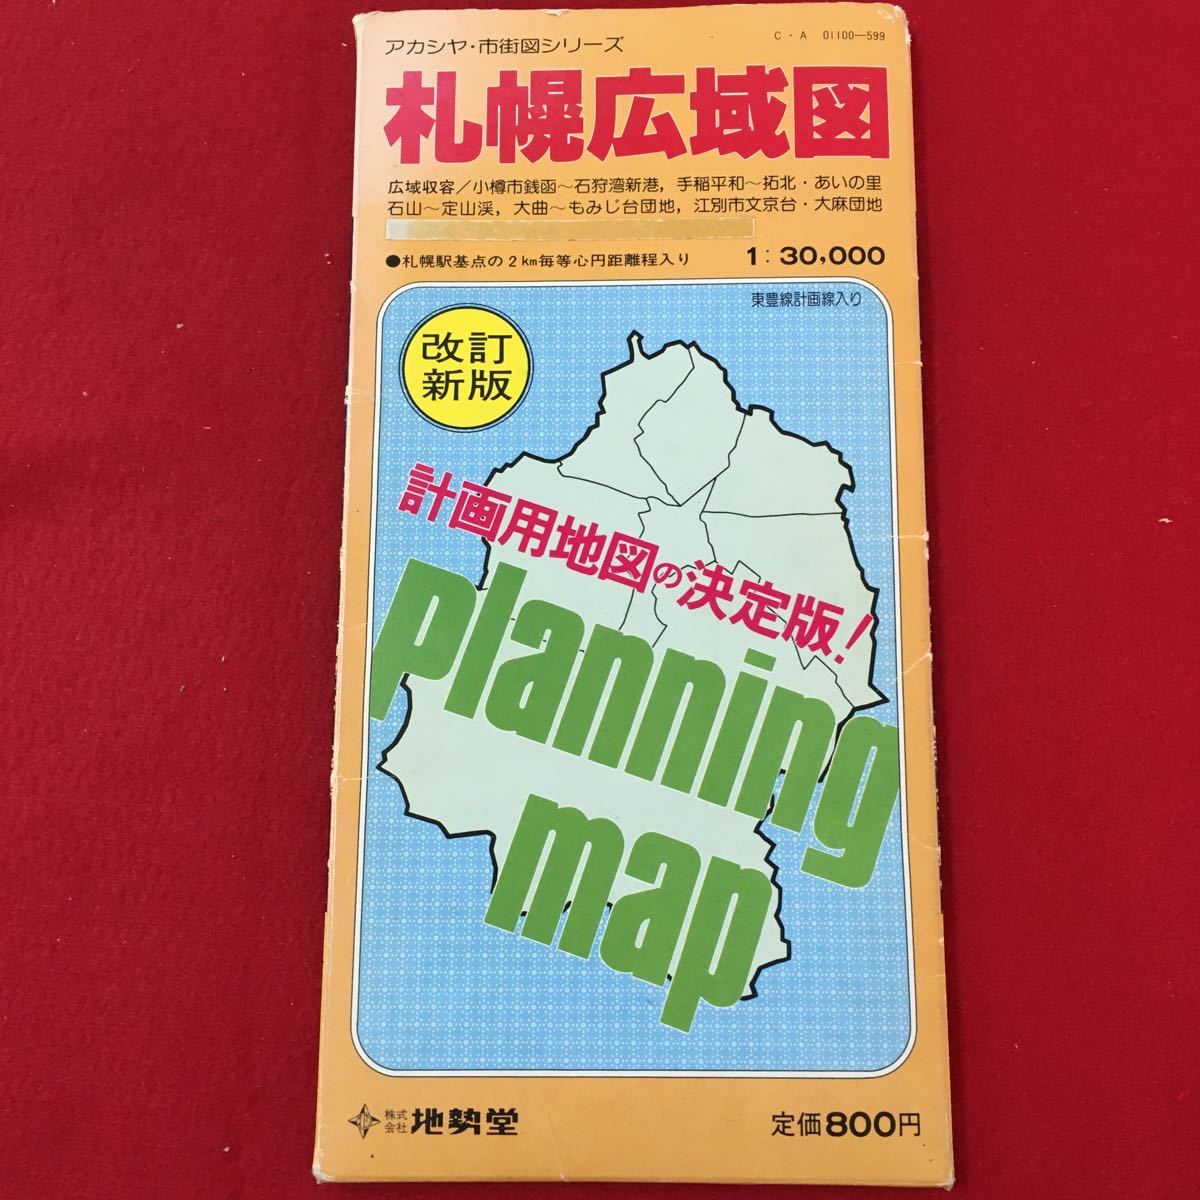 アカシヤ・市街図シリーズ
C・A 01100―599
札幌広域図
広域収容／小樽市銭函～石狩湾新港，手稲平和～拓北・あいの里
石山～定山渓，大曲～もみじ台団地，江別市文京台・大麻団地
●札幌駅基点の2km毎等心円距離程入り
1：30,000
東豊線計画線入り
改訂
新版
計画用地図の決定版！
planning
map
株式
会社
地勢堂
定価800円